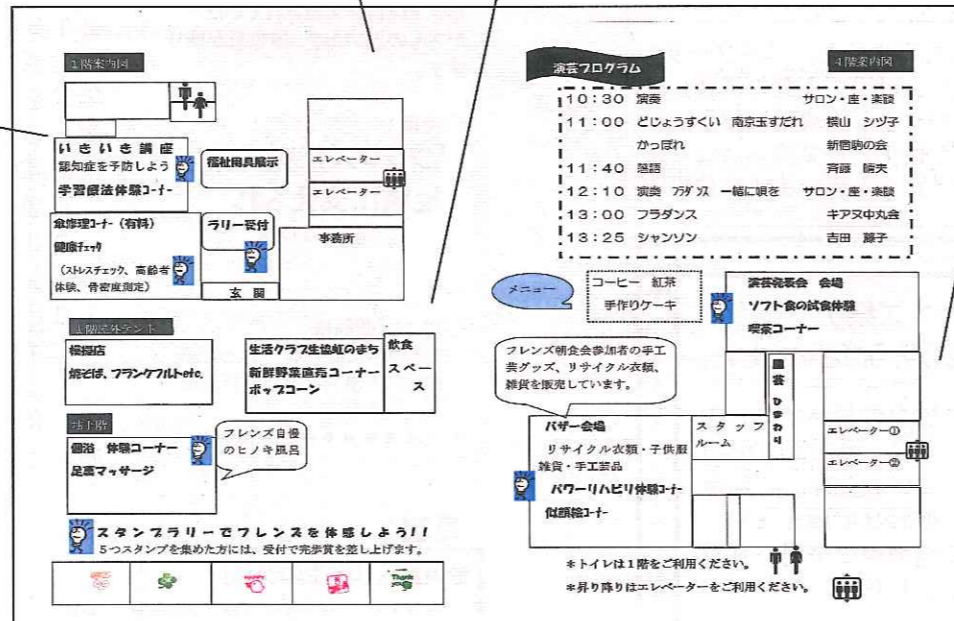 1階案内図
いきいき講座
認知症を予防しよう
学習療法体験コーナー
福祉用具展示
エレベーター
エレベーター
傘修理コーナー（有料）
健康チェック
（ストレスチェック、高齢者
体験、骨密度測定）
ラリー受付
事務所
玄関
1階屋外テント
模擬店
焼そば、フランクフルトetc.
生活クラブ生協虹のまち
新鮮野菜直売コーナー
ポップコーン
飲食
スペー
ス
地下階
個浴 体験コーナー
足裏マッサージ
フレンズ自慢
のヒノキ風呂
スタンプラリーでフレンズを体感しよう!!
5つスタンプを集めた方には、受付で完歩賞を差し上げます。
Thank you
演芸プログラム
4階案内図
10：30 演奏 サロン・座・楽談
11：00 どじょうすくい 南京玉すだれ 横山 シヅ子
かっぽれ 新宿駒の会
11：40 落語 斉藤
12：10 演奏 フラダンス 一緒に唄を サロン・座・楽談
13：00 フラダンス キアヌ中丸会
13：25 シャンソン 吉田 藤子
メニュー
コーヒー 紅茶
手作りケーキ
演芸発表会 会場
ソフト食の試食体験
喫茶コーナー
フレンズ朝食会参加者の手工
芸グッズ、リサイクル衣類、
雑貨を販売しています。
園芸ひまわり
バザー会場
リサイクル衣類・子供服
雑貨・手工芸品
パワーリハビリ体験コーナー
似顔絵コーナー
スタッフ
ルーム
エレベーター①
エレベーター②
＊トイレは1階をご利用ください。
＊昇り降りはエレベーターをご利用ください。